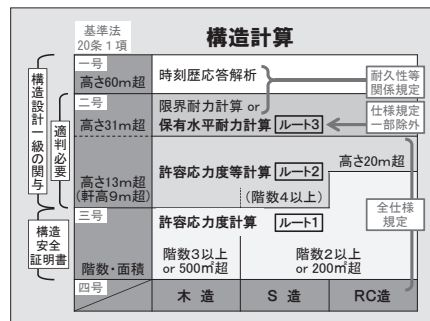 基準法
20条1項
構造計算
一号
高さ60m超
時刻歴応答解析
耐久性等
関係規定
二号
高さ31m超
限界耐力計算 or
保有水平耐力計算 ルート3
仕様規定
一部除外
構造設計一級の関与
適判必要
高さ13m超
(軒高9m超)
許容応力度等計算 ルート2
高さ20m超
(階数4以上)
全仕様
規定
三号
許容応力度計算 ルート1
構造
安全
証明書
階数・面積
階数3以上
or 500㎡超
階数2以上
or 200㎡超
四号
木 造
S 造
RC造